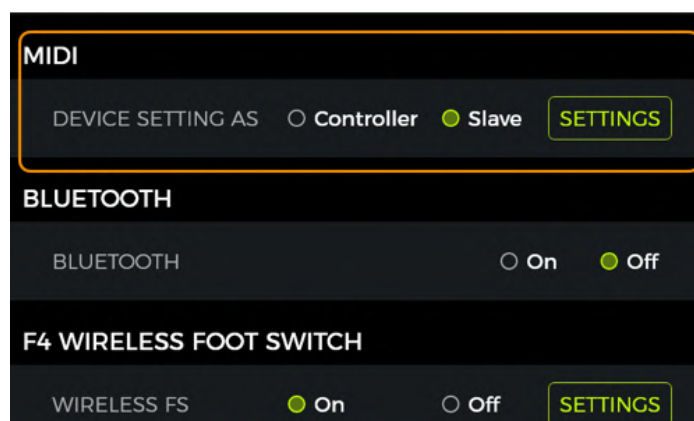 MIDI
DEVICE SETTING AS Controller Slave SETTINGS
BLUETOOTH
BLUETOOTH On Off
F4 WIRELESS FOOT SWITCH
WIRELESS FS On Off SETTINGS